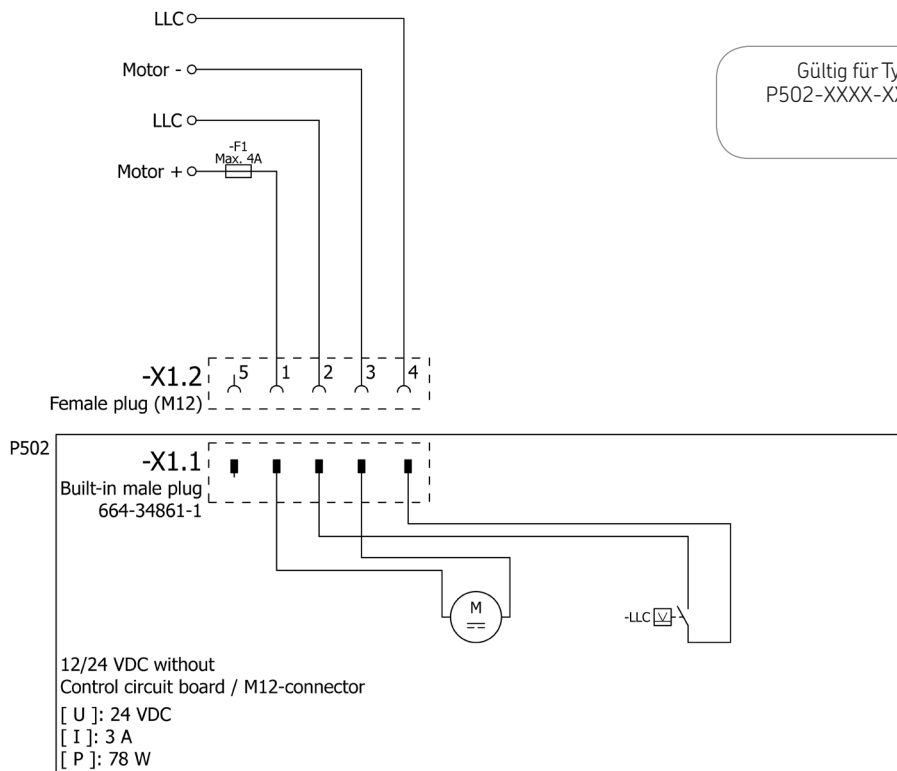 LLC
Motor -
LLC
Motor +
-F1
Max. 4A
Gültig für Ty
P502-XXXX-XX
-X1.2
Female plug (M12)
5 1 2 3 4
P502
-X1.1
Built-in male plug
664-34861-1
M
-LLC
12/24 VDC without
Control circuit board / M12-connector
[ U ]: 24 VDC
[ I ]: 3 A
[ P ]: 78 W